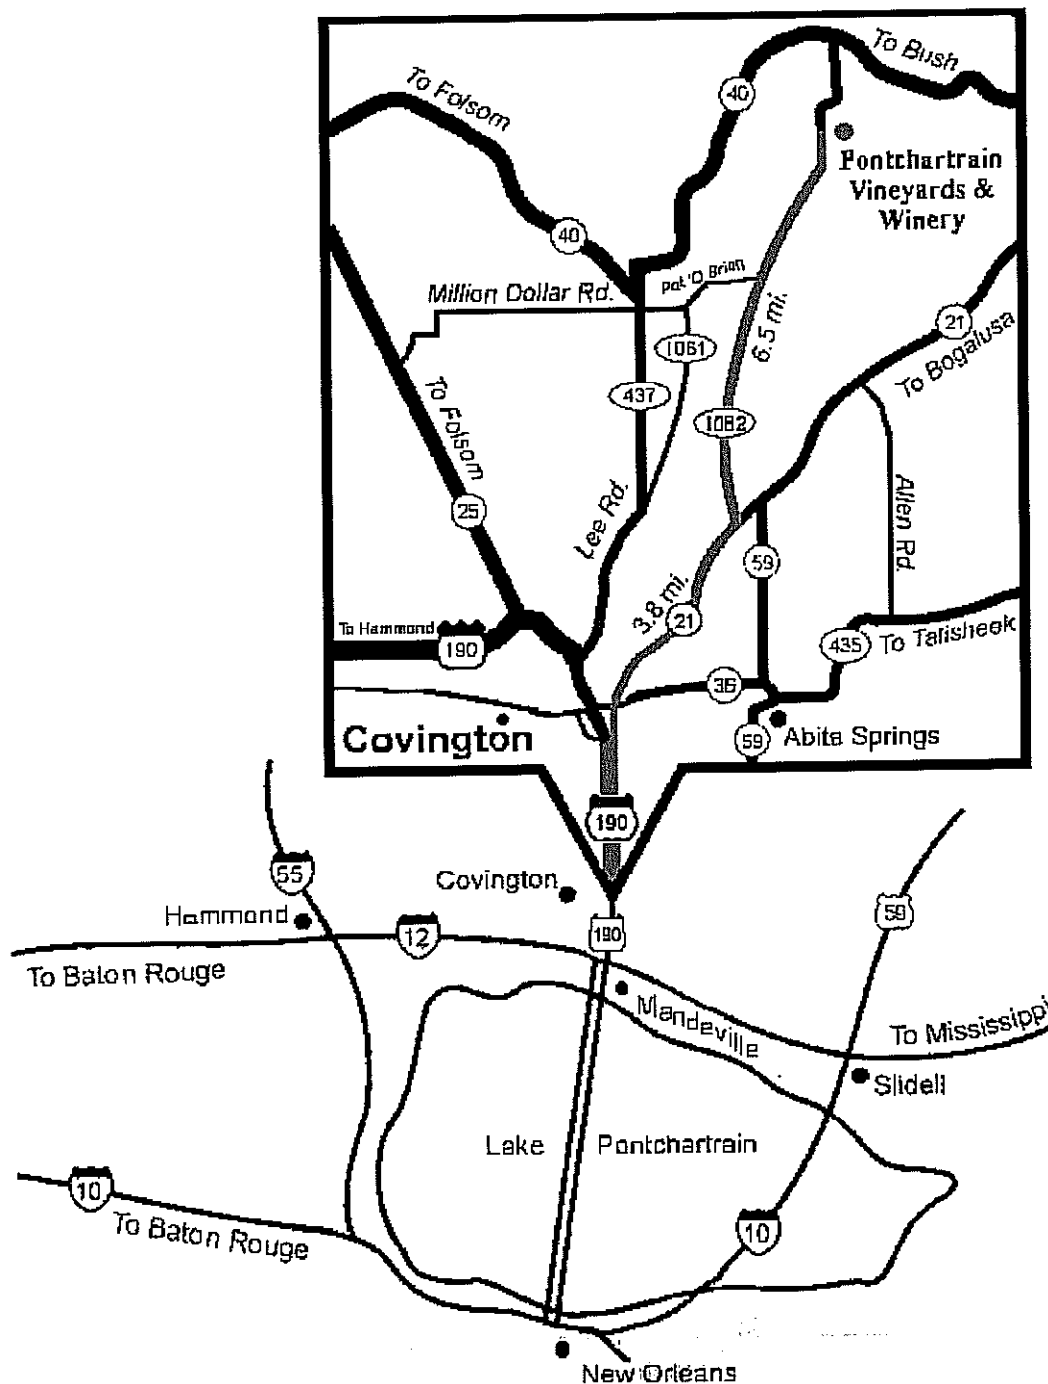 To Bush
To Folsom
40
40
Pontchartrain
Vineyards &
Winery
Pat 'O Brian
Million Dollar Rd.
21
To Bogalusa
6.5 mi.
1081
437
1082
To Folsom
25
Lee Rd.
Allen Rd.
59
3.8 mi.
21
To Hammond
190
435
To Talisheek
36
Covington
59
Abita Springs
190
55
Covington
59
Hammond
12
190
To Baton Rouge
Mandeville
To Mississippi
Slidell
Lake
Pontchartrain
10
To Baton Rouge
10
New Orleans